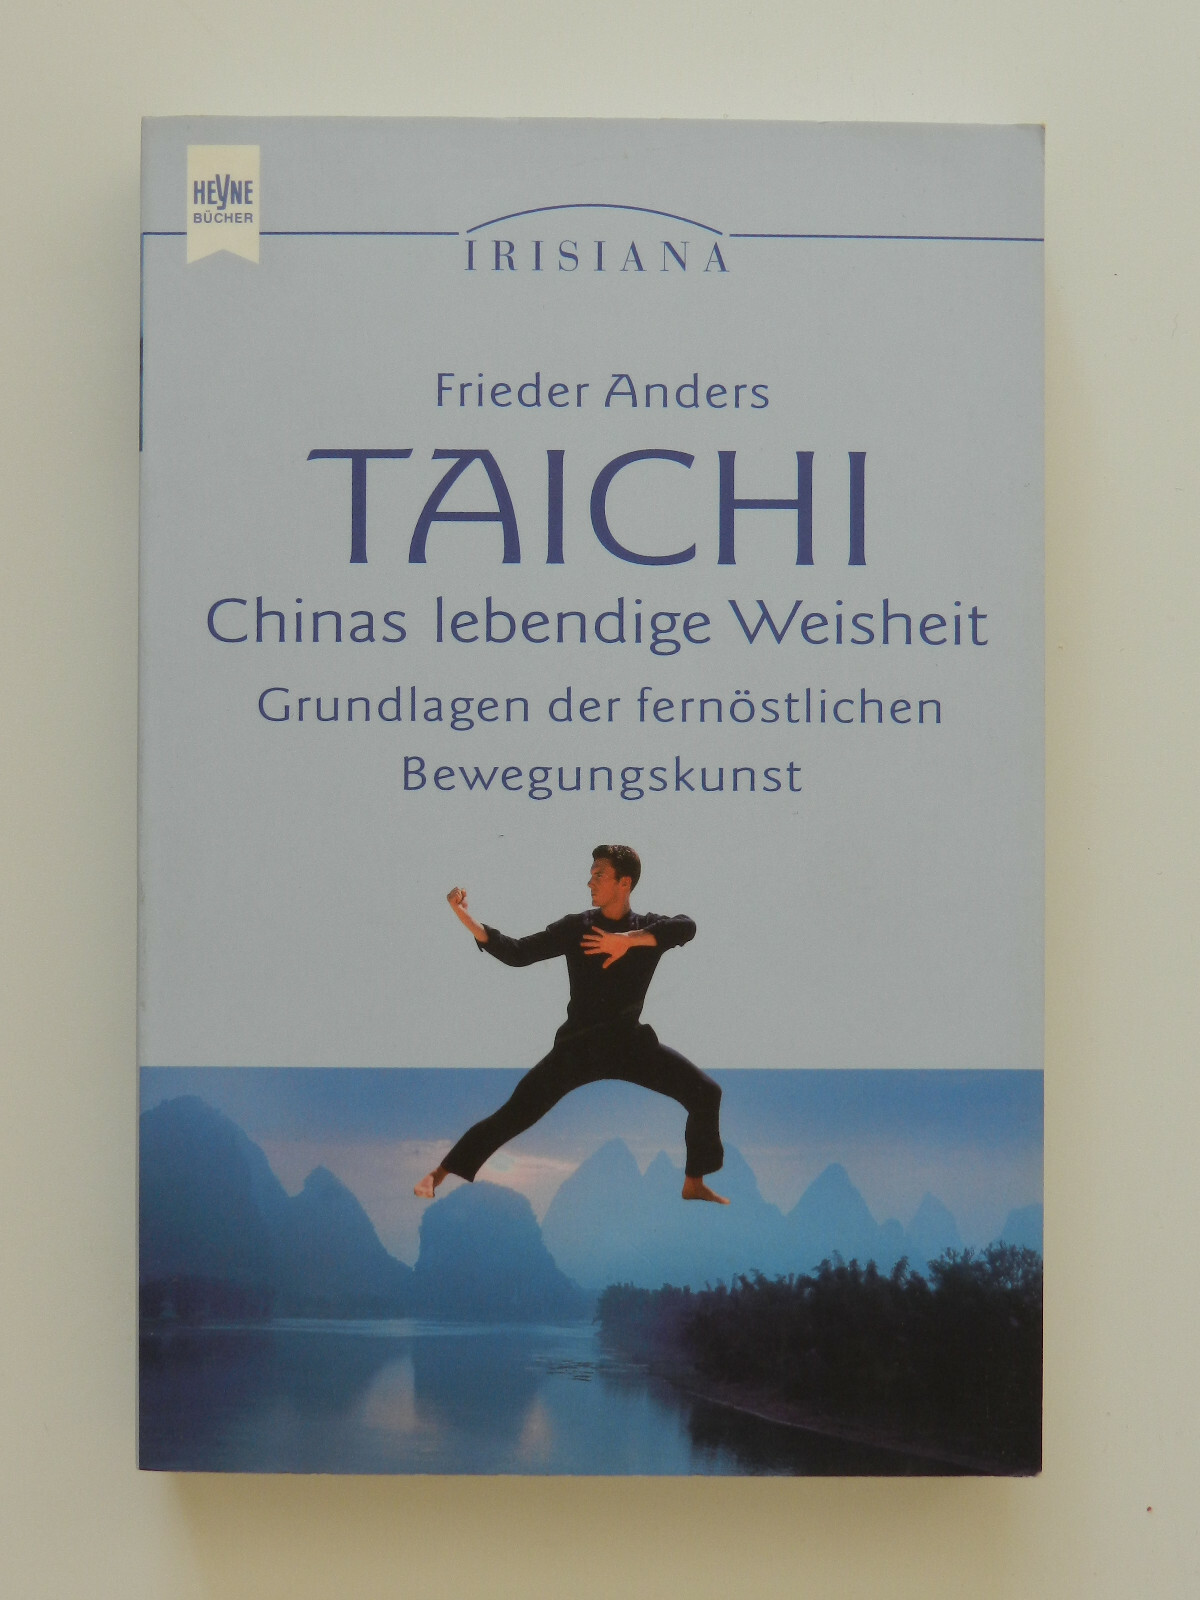 HEYNE
BÜCHER
IRISIANA
Frieder Anders
TAICHI
Chinas lebendige Weisheit
Grundlagen der fernöstlichen
Bewegungskunst